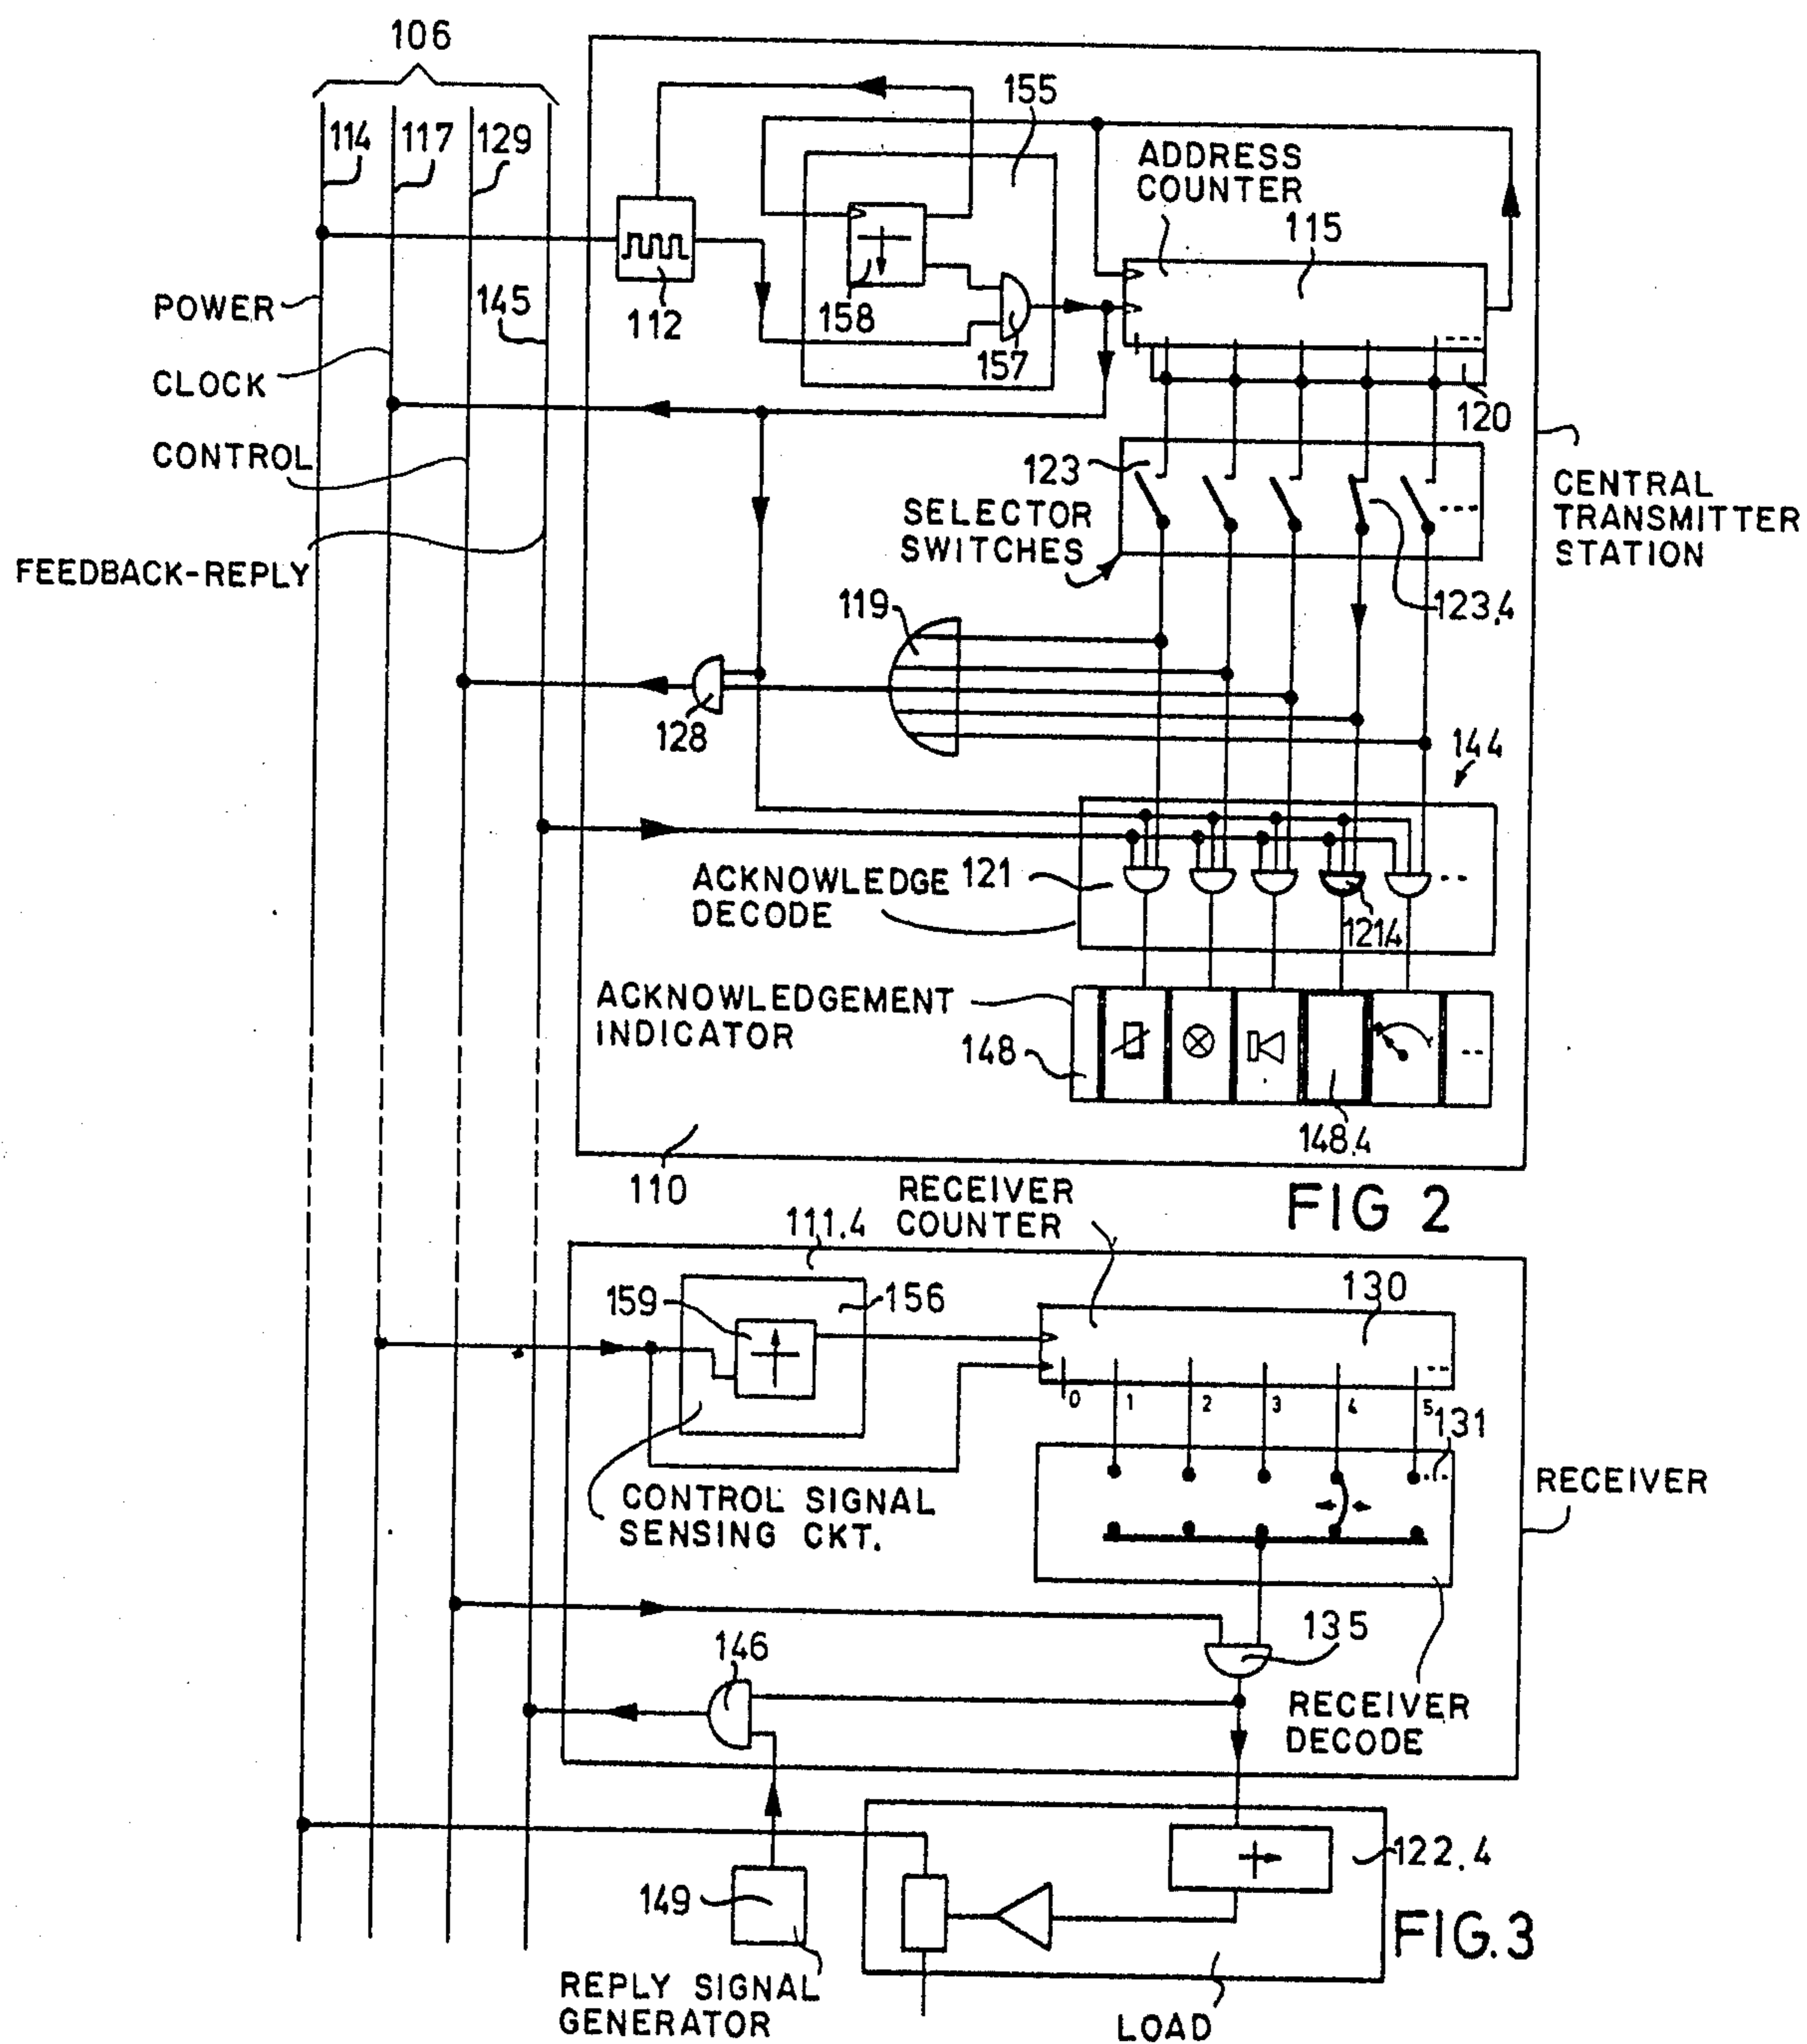 106
155
114
117
129
ADDRESS
COUNTER
115
POWER
145
112
158
157
CLOCK
120
CONTROL
123
SELECTOR
SWITCHES
CENTRAL
TRANSMITTER
STATION
FEEDBACK-REPLY
119
123.4
128
144
ACKNOWLEDGE 121
DECODE
121.4
ACKNOWLEDGEMENT
INDICATOR
148
148.4
110
RECEIVER
COUNTER
FIG 2
111.4
159
156
130
0
1
2
3
4
5
131
CONTROL SIGNAL
SENSING CKT.
RECEIVER
135
146
RECEIVER
DECODE
122.4
149
FIG.3
REPLY SIGNAL
GENERATOR
LOAD